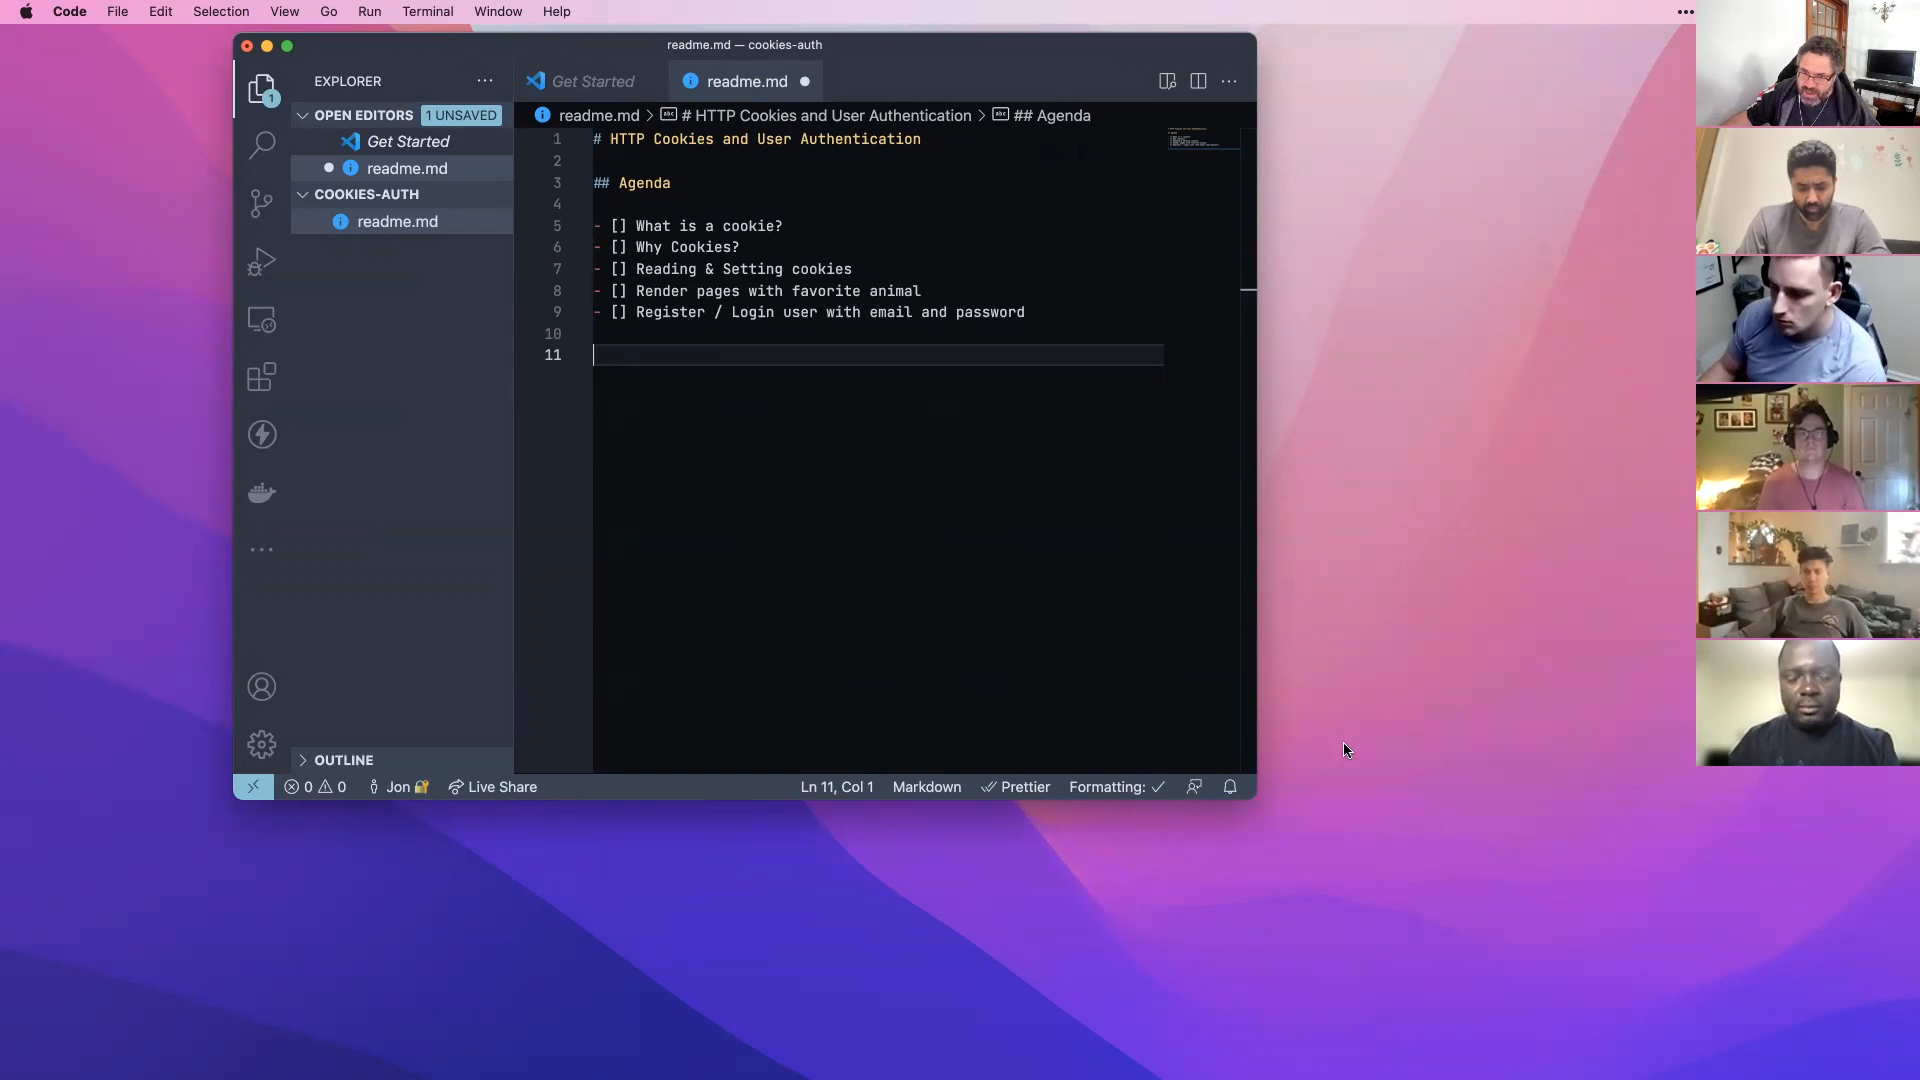 Code File Edit Selection View Go Run Terminal Window Help
readme.md — cookies-auth
EXPLORER
Get Started
readme.md
OPEN EDITORS 1 UNSAVED
Get Started
readme.md
COOKIES-AUTH
readme.md
OUTLINE
1
readme.md > # HTTP Cookies and User Authentication > ## Agenda
1 # HTTP Cookies and User Authentication
2
3 ## Agenda
4
5 - [] What is a cookie?
6 - [] Why Cookies?
7 - [] Reading & Setting cookies
8 - [] Render pages with favorite animal
9 - [] Register / Login user with email and password
10
11
0 0 Jon Live Share Ln 11, Col 1 Markdown Prettier Formatting: